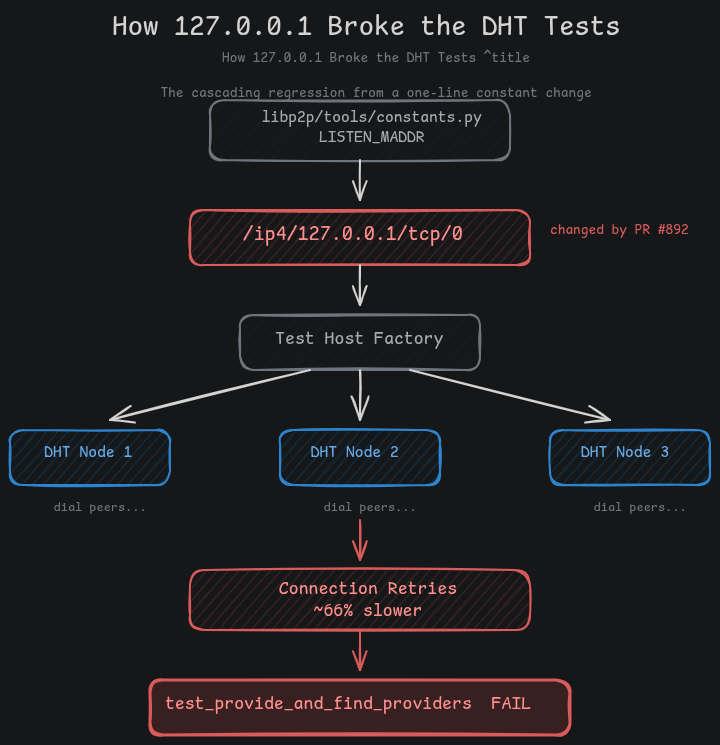 How 127.0.0.1 Broke the DHT Tests
How 127.0.0.1 Broke the DHT Tests ^title
The cascading regression from a one-line constant change
libp2p/tools/constants.py
LISTEN_MADDR
/ip4/127.0.0.1/tcp/0
changed by PR #892
Test Host Factory
DHT Node 1
DHT Node 2
DHT Node 3
dial peers...
dial peers...
dial peers...
Connection Retries
~66% slower
test_provide_and_find_providers  FAIL